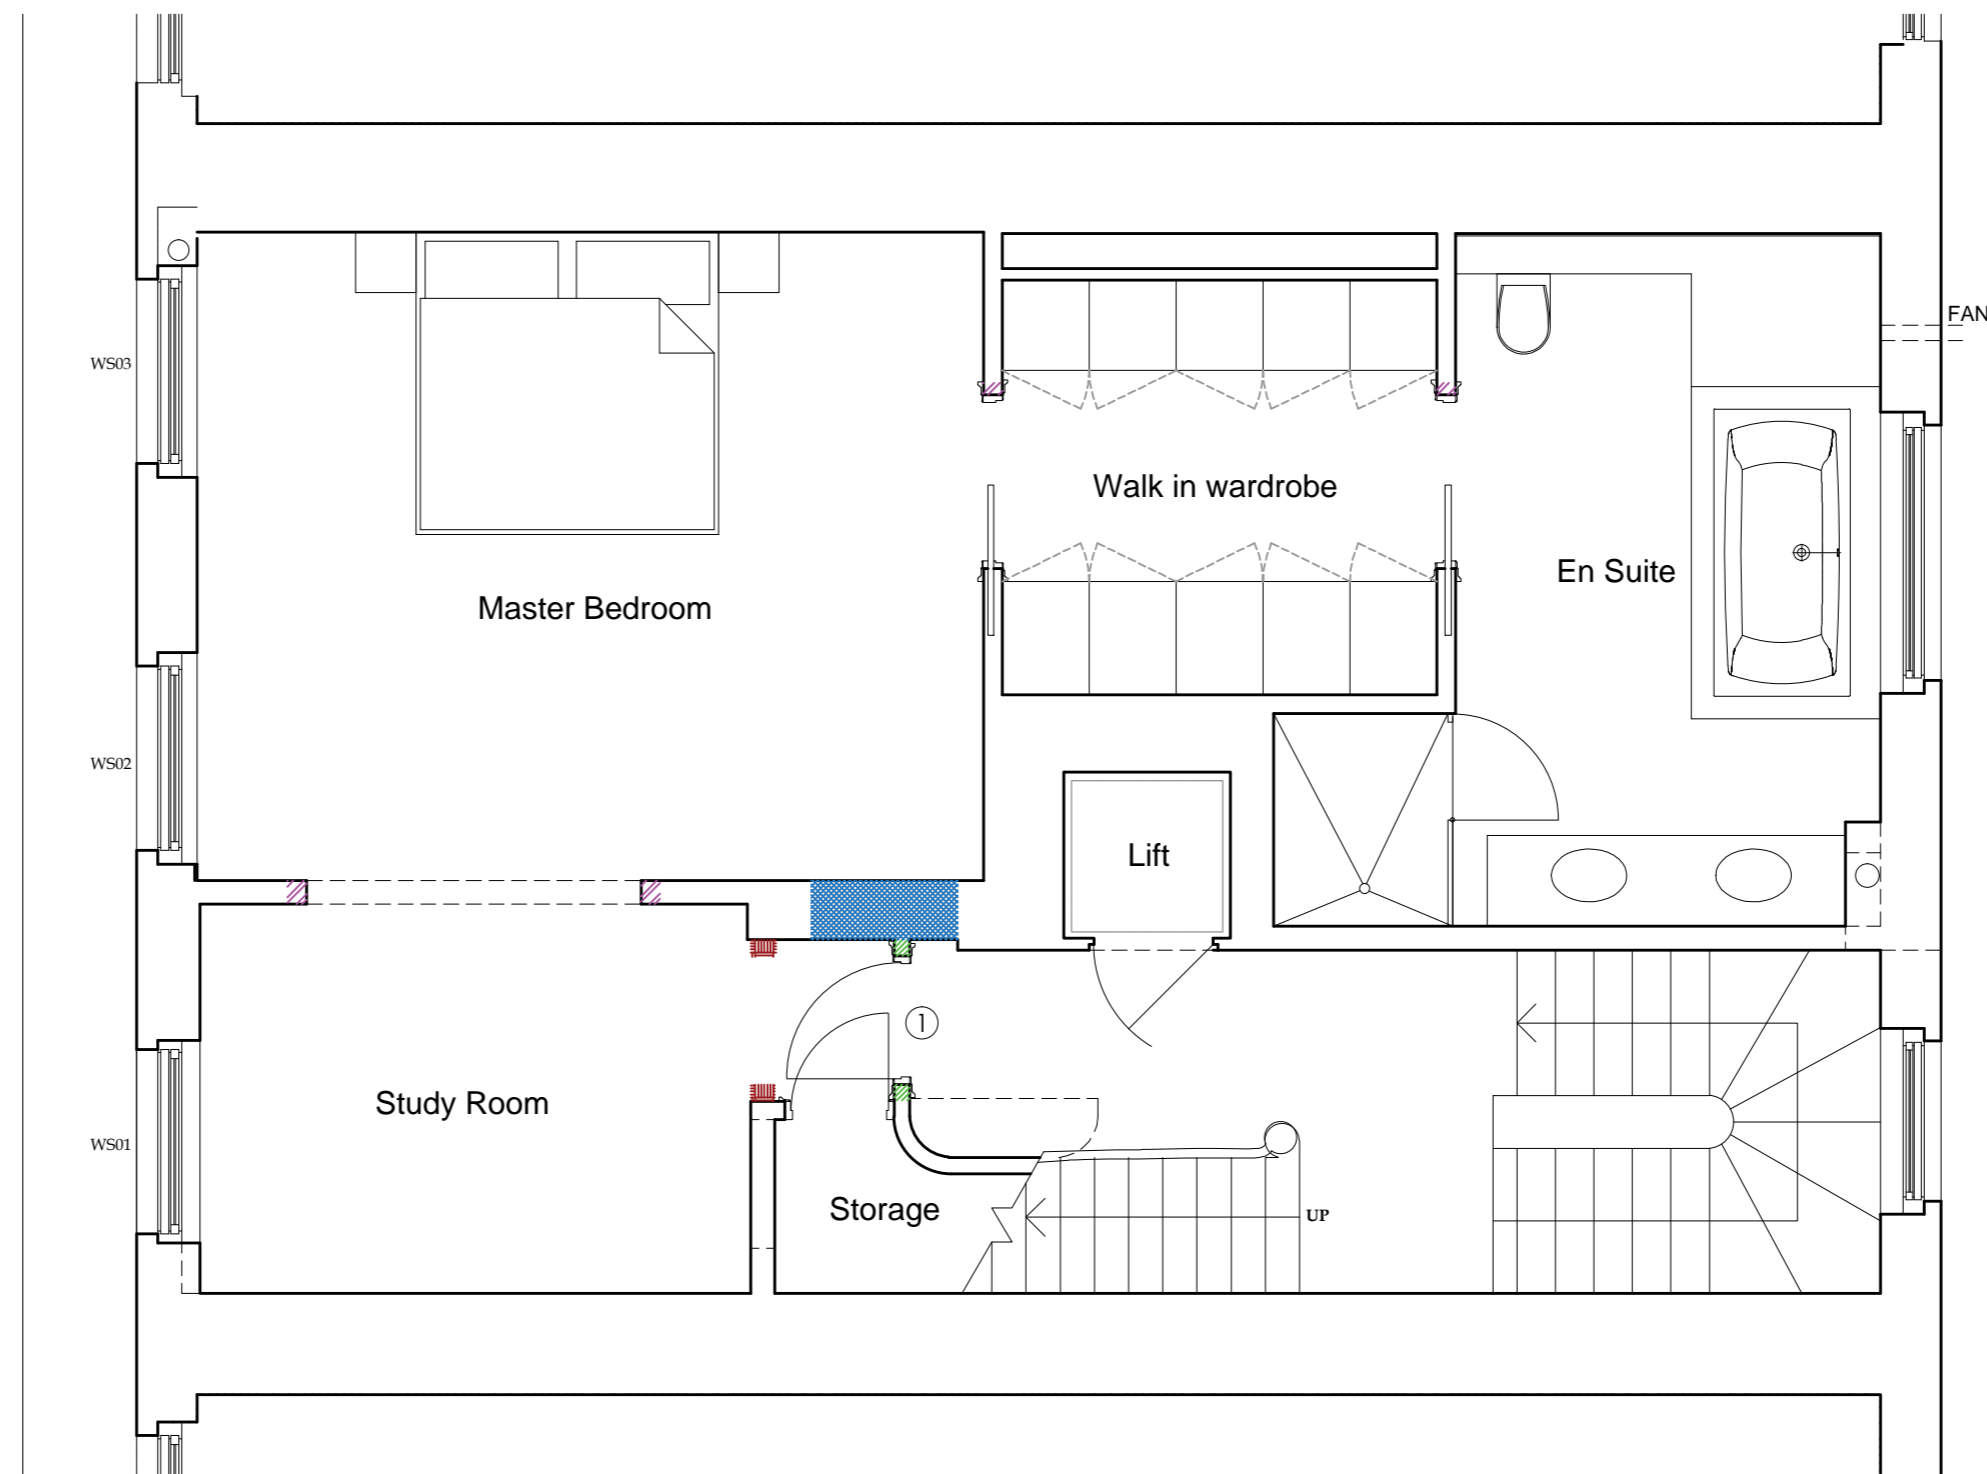 FAN
WS03
Walk in wardrobe
En Suite
Master Bedroom
WS02
Lift
1
Study Room
WS01
Storage
UP